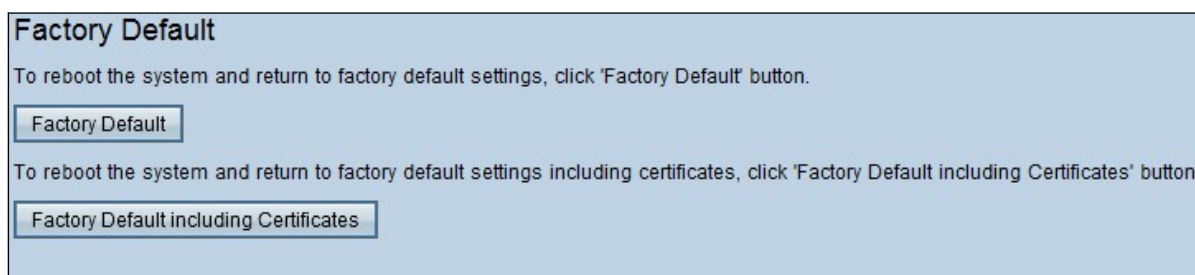 Factory Default
To reboot the system and return to factory default settings, click 'Factory Default' button.
Factory Default
To reboot the system and return to factory default settings including certificates, click 'Factory Default including Certificates' button
Factory Default including Certificates